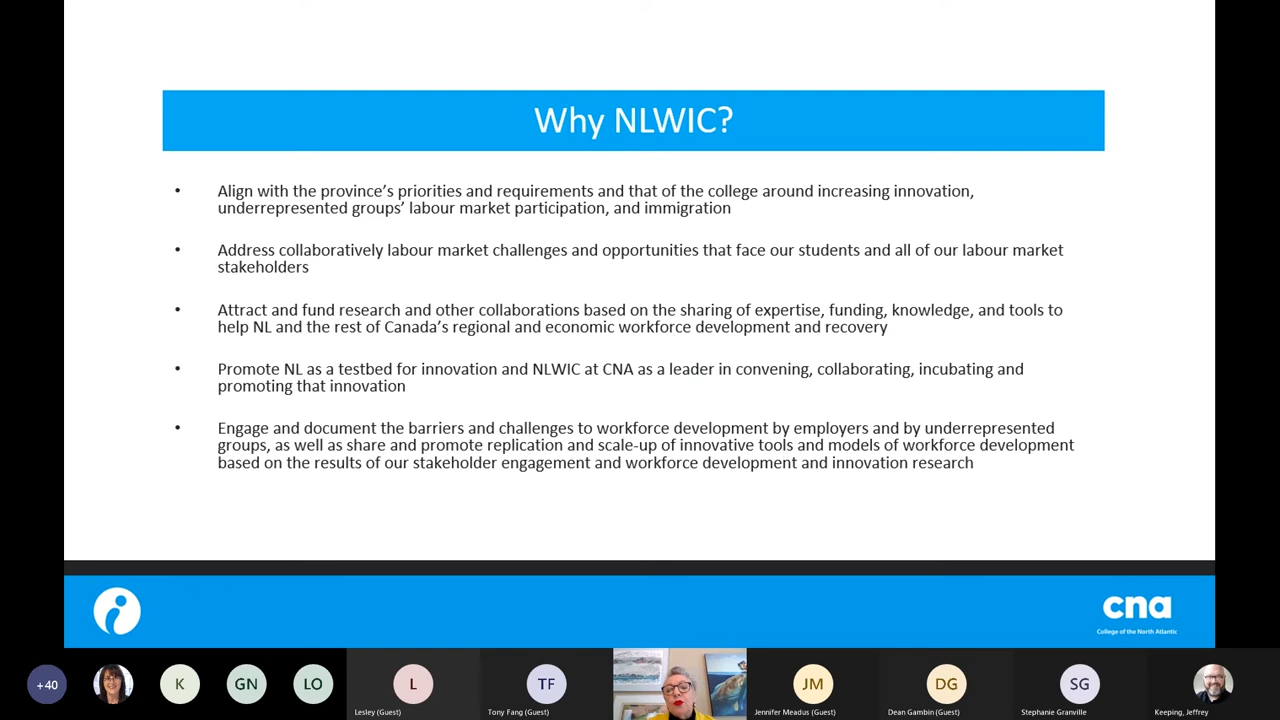 Why NLWIC?
• Align with the province's priorities and requirements and that of the college around increasing innovation,
underrepresented groups' labour market participation, and immigration
• Address collaboratively labour market challenges and opportunities that face our students and all of our labour market
stakeholders
• Attract and fund research and other collaborations based on the sharing of expertise, funding, knowledge, and tools to
help NL and the rest of Canada's regional and economic workforce development and recovery
• Promote NL as a testbed for innovation and NLWIC at CNA as a leader in convening, collaborating, incubating and
promoting that innovation
• Engage and document the barriers and challenges to workforce development by employers and by underrepresented
groups, as well as share and promote replication and scale-up of innovative tools and models of workforce development
based on the results of our stakeholder engagement and workforce development and innovation research
cna
College of the North Atlantic
+40
K
GN
LO
L
Lesley (Guest)
TF
Tony Fang (Guest)
JM
Jennifer Meadus (Guest)
DG
Dean Gambin (Guest)
SG
Stephanie Granville
Keeping, Jeffrey